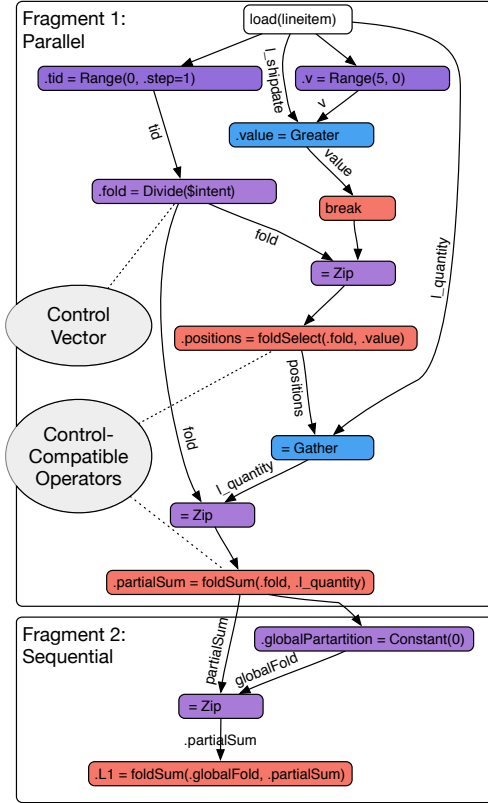 Fragment 1:
Parallel
load(lineitem)
.tid = Range(0, .step=1)
l_shipdate
.v = Range(5, 0)
v
.value = Greater
tid
value
.fold = Divide($intent)
break
fold
l_quantity
= Zip
Control
Vector
.positions = foldSelect(.fold, .value)
positions
Control-
Compatible
Operators
fold
= Gather
l_quantity
= Zip
.partialSum = foldSum(.fold, .l_quantity)
Fragment 2:
Sequential
partialSum
.globalPartartition = Constant(0)
globalFold
= Zip
.partialSum
.L1 = foldSum(.globalFold, .partialSum)